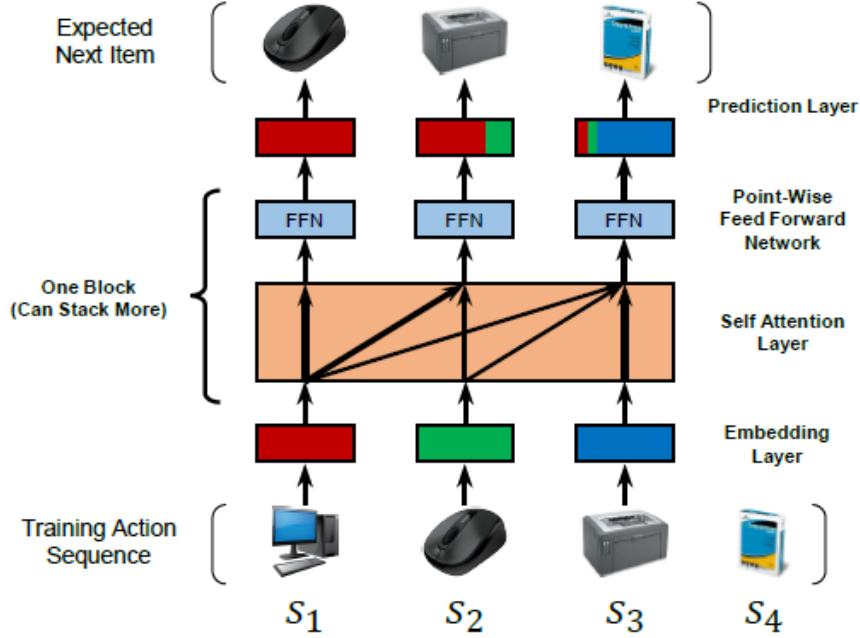 Expected
Next Item
Prediction Layer
FFN
FFN
FFN
Point-Wise
Feed Forward
Network
One Block
(Can Stack More)
Self Attention
Layer
Embedding
Layer
Training Action
Sequence
S1
S2
S3
S4